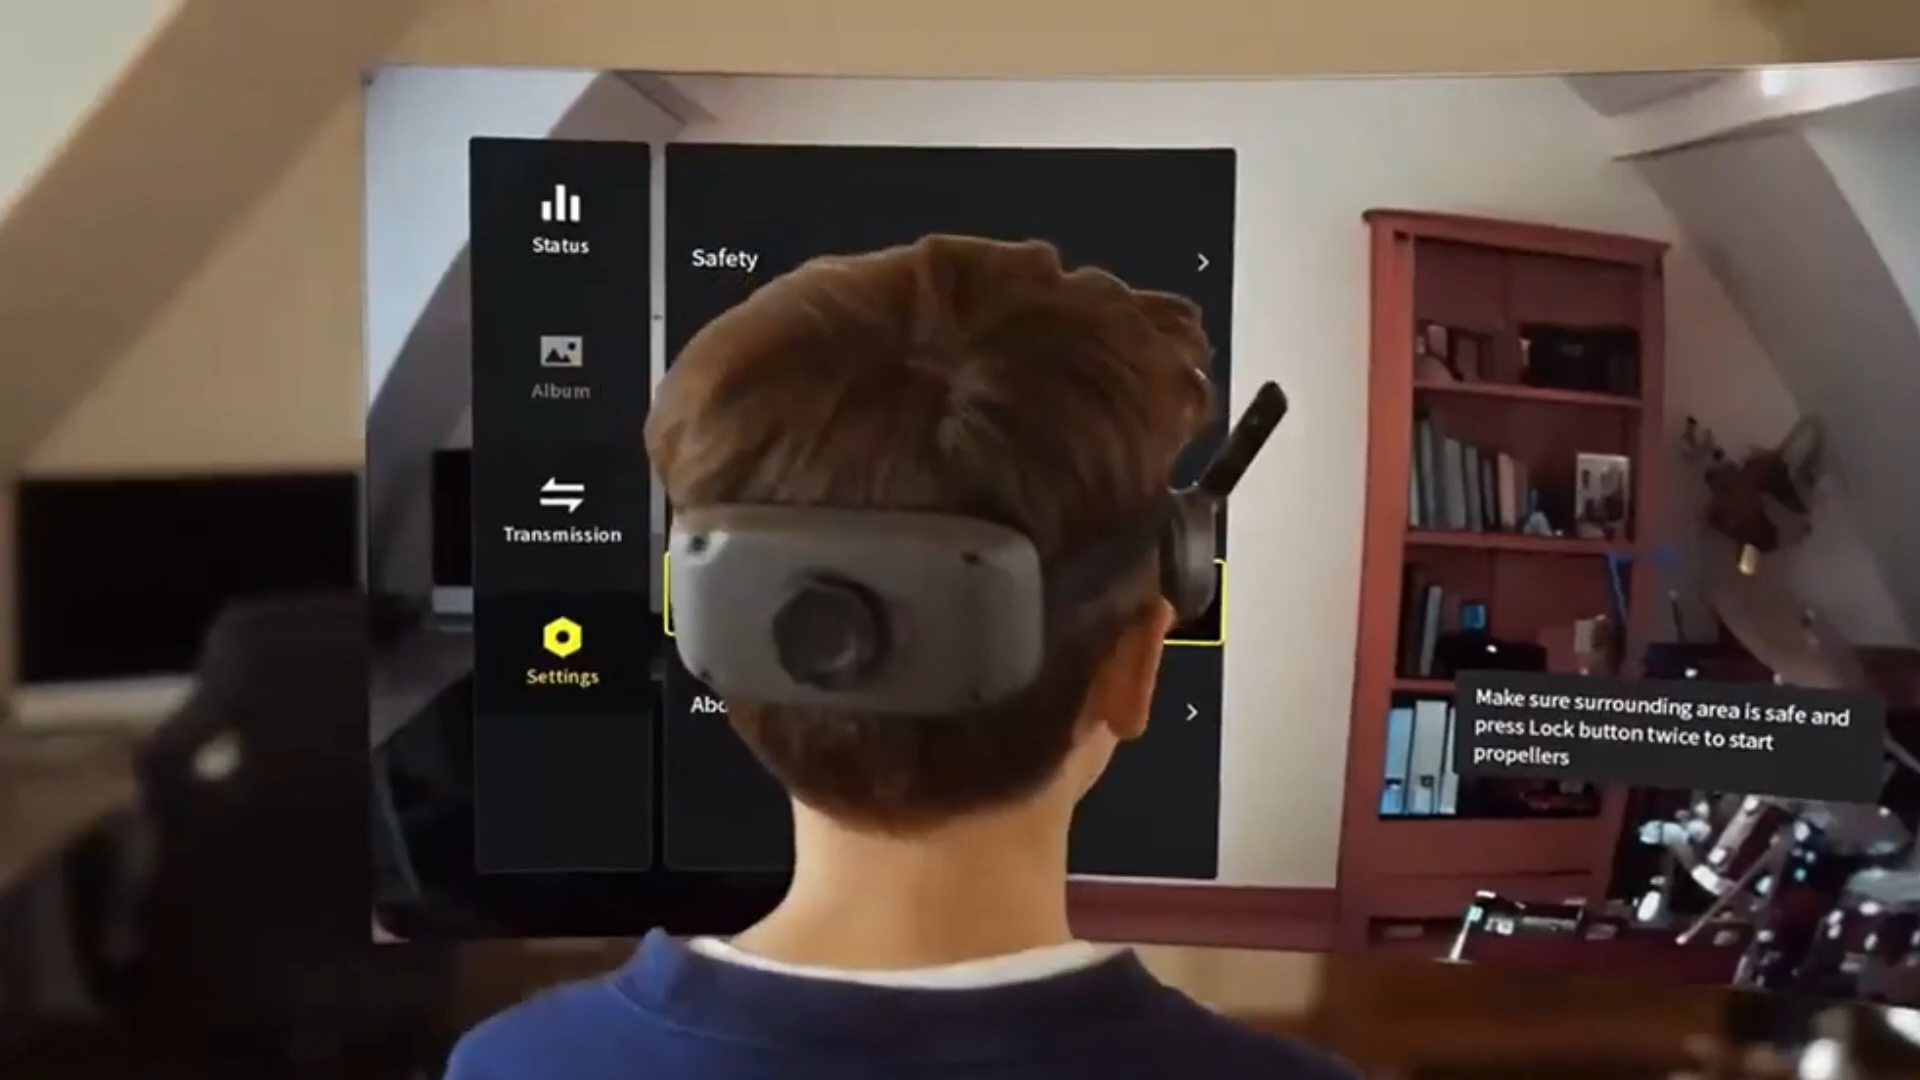 Status
Safety
Album
Transmission
Settings
Make sure surrounding area is safe and
press Lock button twice to start
propellers